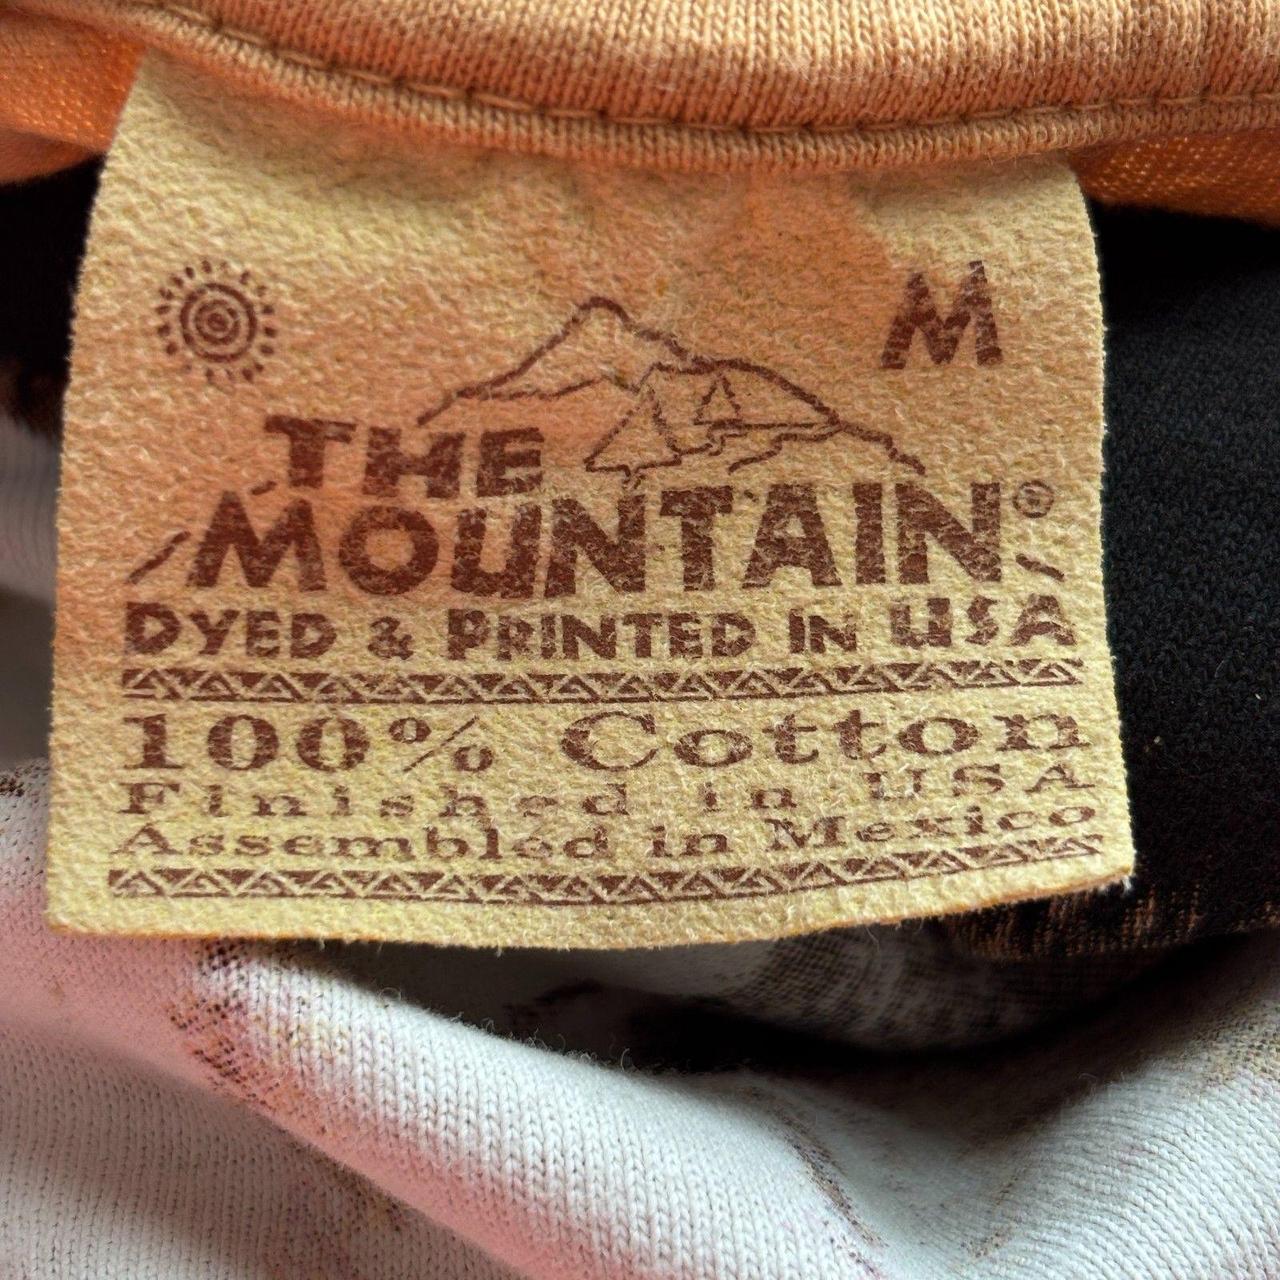 M
THE
MOUNTAIN®
DYED & PRINTED IN USA
100% Cotton
Finished in USA
Assembled in Mexico